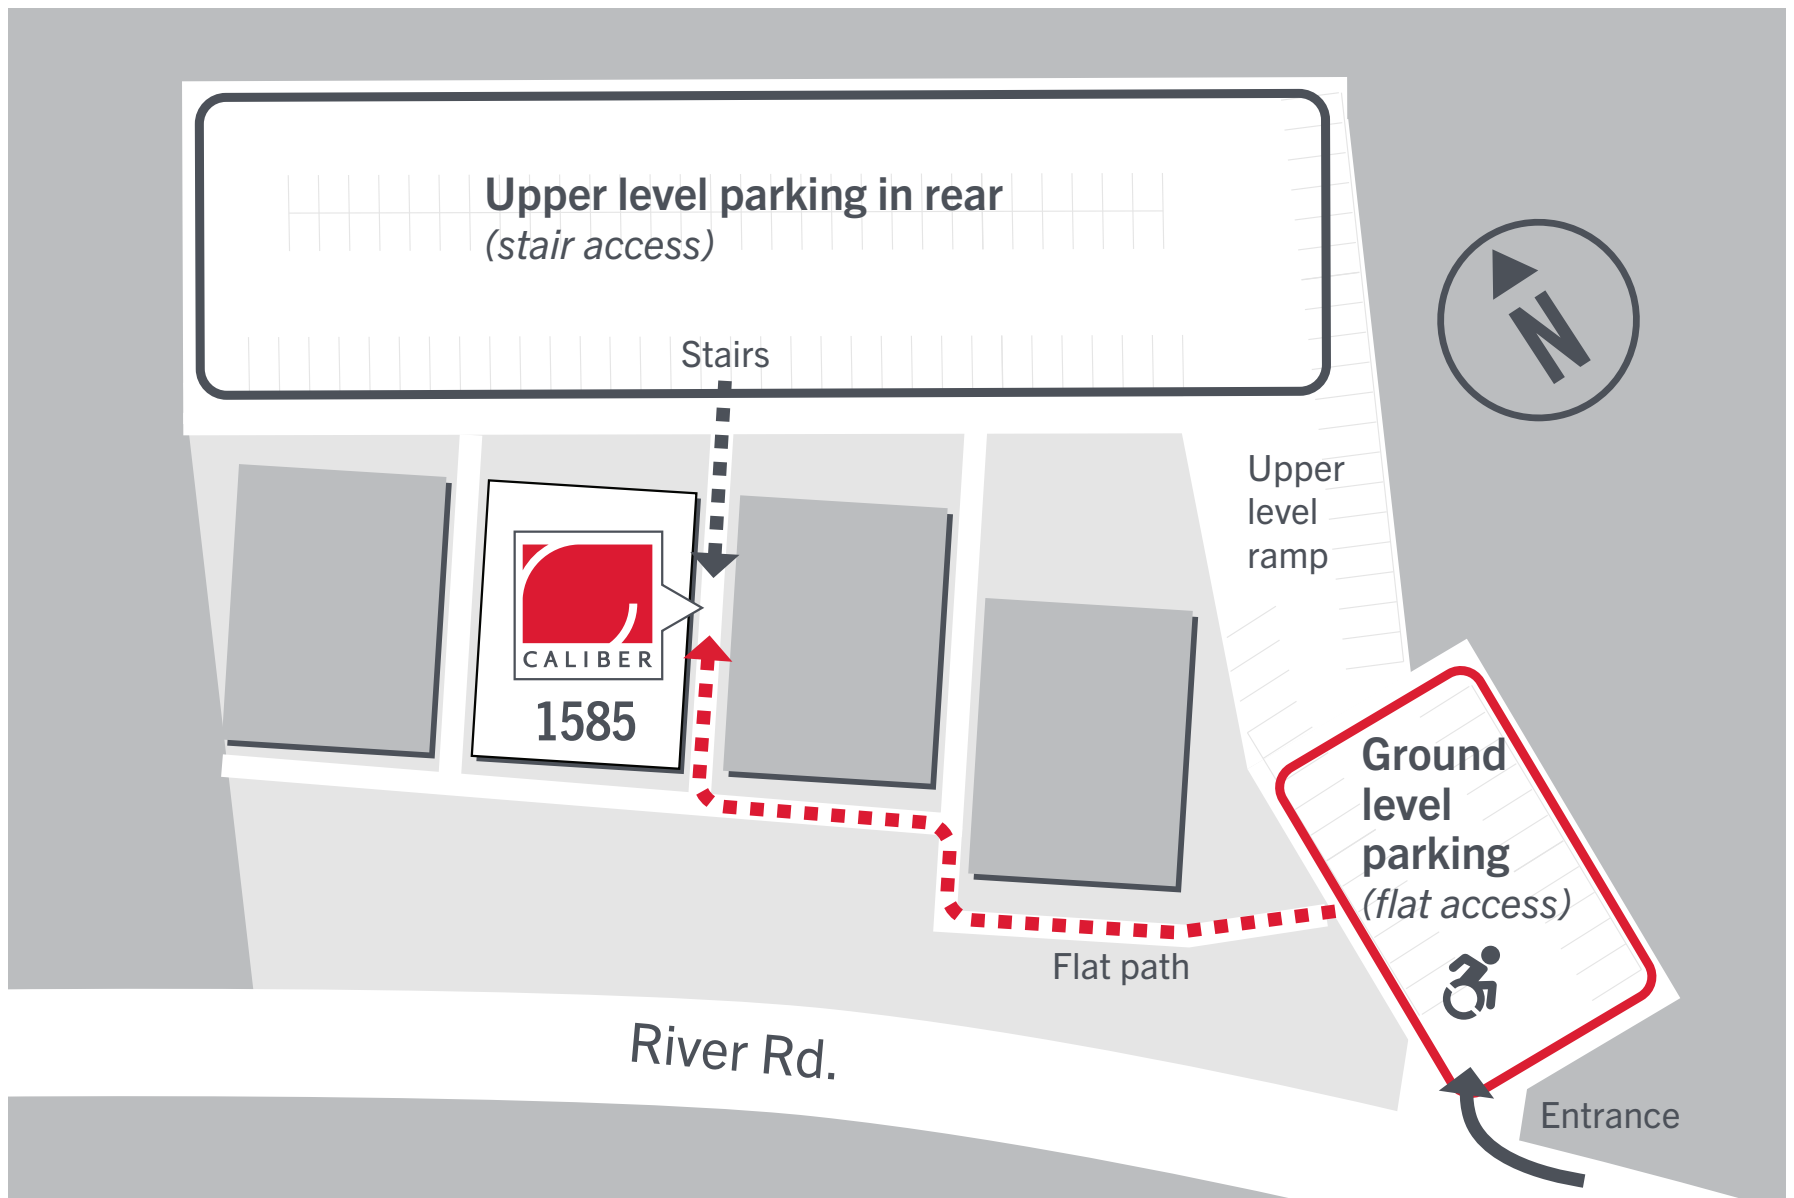 Upper level parking in rear
(stair access)
Stairs
N
Upper
level
ramp
CALIBER
1585
Ground
level
parking
(flat access)
Flat path
River Rd.
Entrance